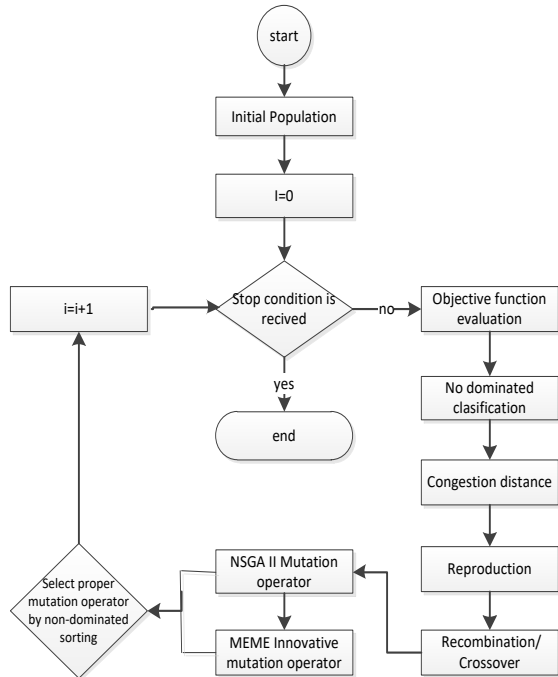 start
Initial Population
I=0
Stop condition is
recived
i=i+1
no
Objective function
evaluation
yes
end
No dominated
clasification
Congestion distance
Reproduction
Recombination/
Crossover
NSGA II Mutation
operator
MEME Innovative
mutation operator
Select proper
mutation operator
by non-dominated
sorting